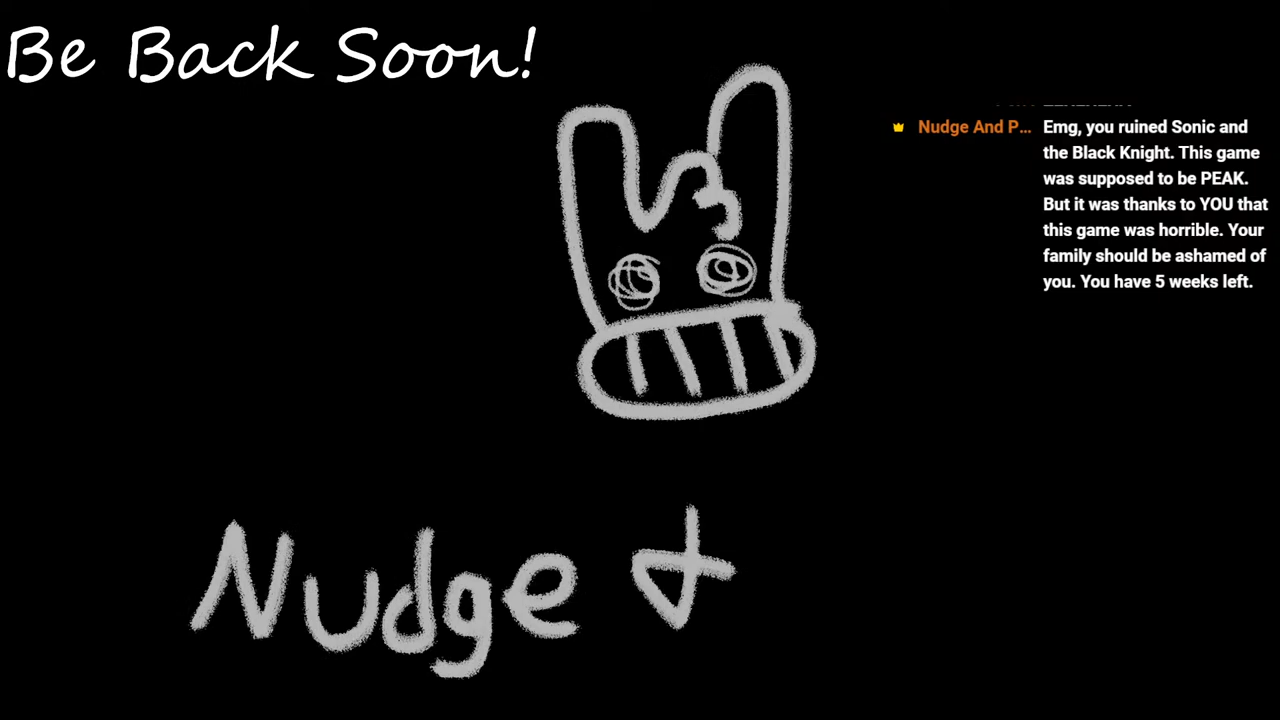 Be Back Soon!
Nudge And P... Emg, you ruined Sonic and
the Black Knight. This game
was supposed to be PEAK.
But it was thanks to YOU that
this game was horrible. Your
family should be ashamed of
you. You have 5 weeks left.
Nudge &